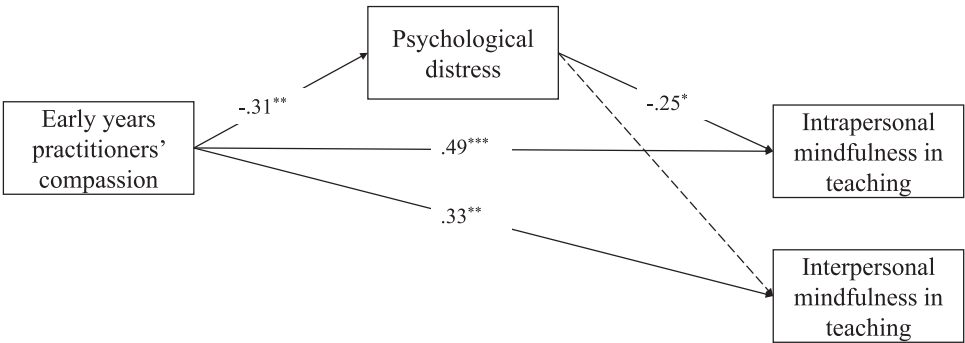 Psychological
distress
-.31**
-.25*
Early years
practitioners'
compassion
.49***
Intrapersonal
mindfulness in
teaching
.33**
Interpersonal
mindfulness in
teaching